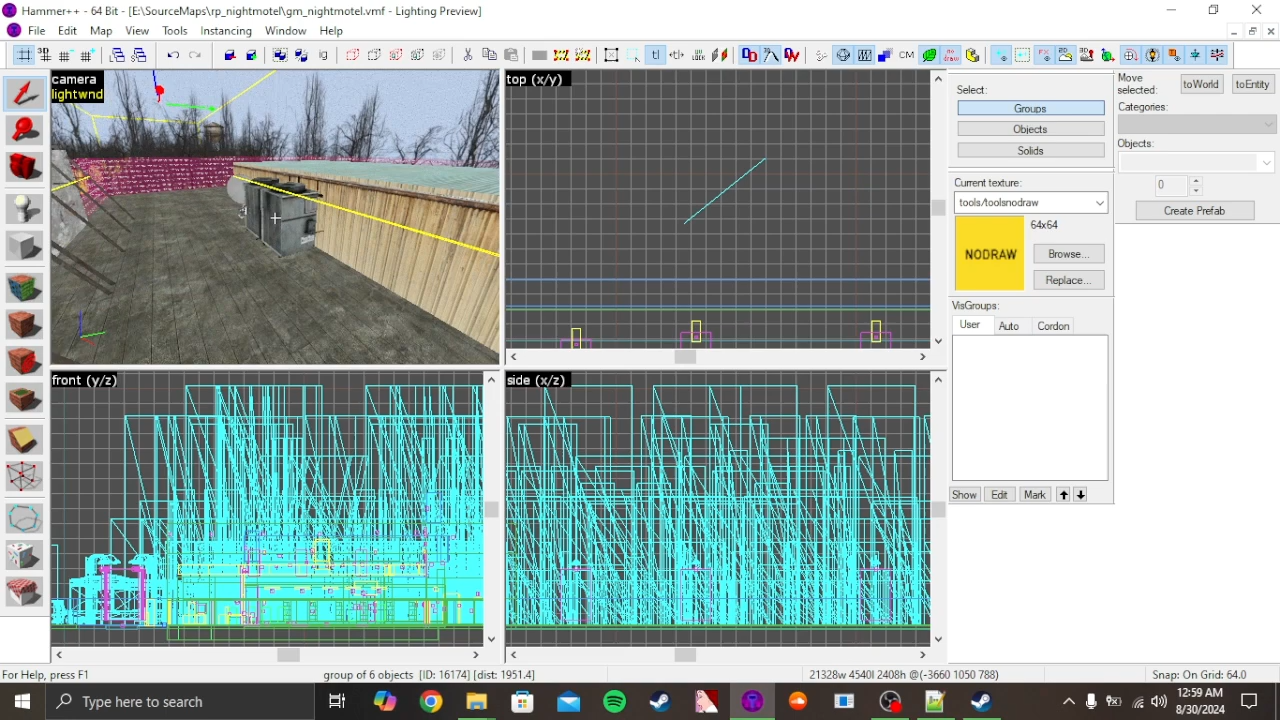 Hammer++ - 64 Bit - [E:\SourceMaps\rp_nightmotel\gm_nightmotel.vmf - Lighting Preview]
File Edit Map View Tools Instancing Window Help
camera
lightwnd
top (x/y)
front (y/z)
side (x/z)
Select:
Groups
Objects
Solids
Current texture:
tools/toolsnodraw
NODRAW
64x64
Browse...
Replace...
VisGroups:
User Auto Cordon
Show Edit Mark
Move selected:
toWorld toEntity
Categories:
Objects:
0
Create Prefab
For Help, press F1
group of 6 objects [ID: 16174] [dist: 1951.4]
21328w 4540l 2408h @(-3660 1050 788)
Snap: On Grid: 64.0
Type here to search
12:59 AM
8/30/2024